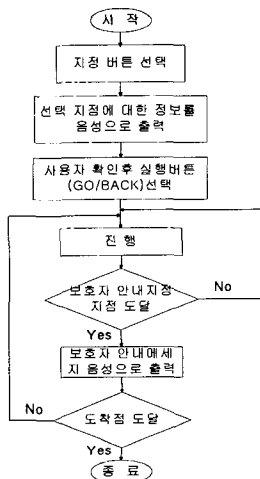 시 작
지정 버튼 선택
선택 지점에 대한 정보를
음성으로 출력
사용자 확인후 실행버튼
(GO/BACK)선택
진 행
보호자 안내지정
지점 도달
No
Yes
보호자 안내메세
지 음성으로 출력
No
도착점 도달
Yes
종 료